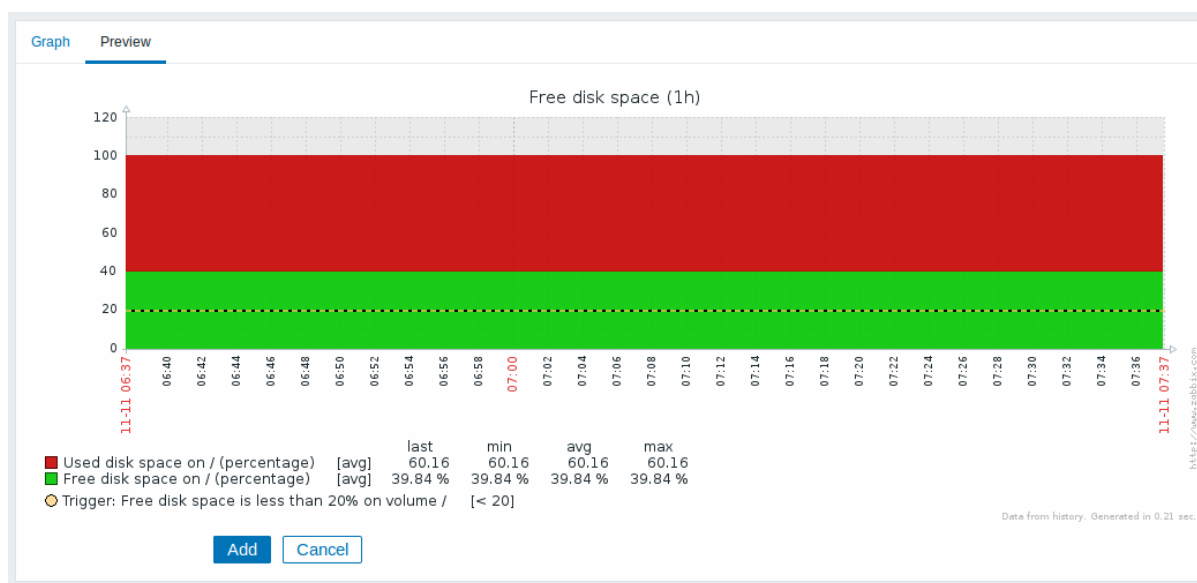 Graph Preview
Free disk space (1h)
120
100
80
60
40
20
0
11-11 06:37 06:40 06:42 06:44 06:46 06:48 06:50 06:52 06:54 06:56 06:58 07:00 07:02 07:04 07:06 07:08 07:10 07:12 07:14 07:16 07:18 07:20 07:22 07:24 07:26 07:28 07:30 07:32 07:34 07:36 11-11 07:37
http://www.zabbix.com
last min avg max
Used disk space on / (percentage) [avg] 60.16 60.16 60.16 60.16
Free disk space on / (percentage) [avg] 39.84 % 39.84 % 39.84 % 39.84 %
Trigger: Free disk space is less than 20% on volume / [< 20]
Data from history. Generated in 0.21 sec.
Add Cancel